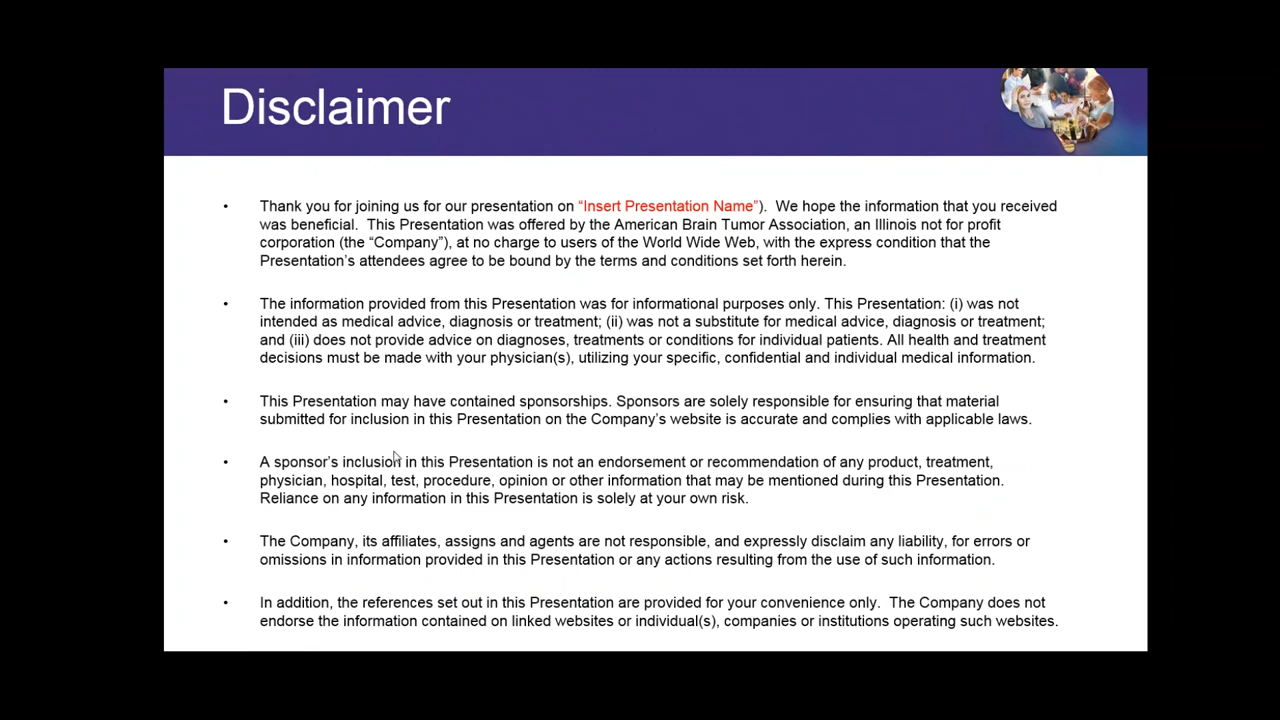 Disclaimer
• Thank you for joining us for our presentation on “Insert Presentation Name”).  We hope the information that you received
was beneficial.  This Presentation was offered by the American Brain Tumor Association, an Illinois not for profit
corporation (the “Company”), at no charge to users of the World Wide Web, with the express condition that the
Presentation’s attendees agree to be bound by the terms and conditions set forth herein.
• The information provided from this Presentation was for informational purposes only. This Presentation: (i) was not
intended as medical advice, diagnosis or treatment; (ii) was not a substitute for medical advice, diagnosis or treatment;
and (iii) does not provide advice on diagnoses, treatments or conditions for individual patients. All health and treatment
decisions must be made with your physician(s), utilizing your specific, confidential and individual medical information.
• This Presentation may have contained sponsorships. Sponsors are solely responsible for ensuring that material
submitted for inclusion in this Presentation on the Company’s website is accurate and complies with applicable laws.
• A sponsor’s inclusion in this Presentation is not an endorsement or recommendation of any product, treatment,
physician, hospital, test, procedure, opinion or other information that may be mentioned during this Presentation.
Reliance on any information in this Presentation is solely at your own risk.
• The Company, its affiliates, assigns and agents are not responsible, and expressly disclaim any liability, for errors or
omissions in information provided in this Presentation or any actions resulting from the use of such information.
• In addition, the references set out in this Presentation are provided for your convenience only.  The Company does not
endorse the information contained on linked websites or individual(s), companies or institutions operating such websites.